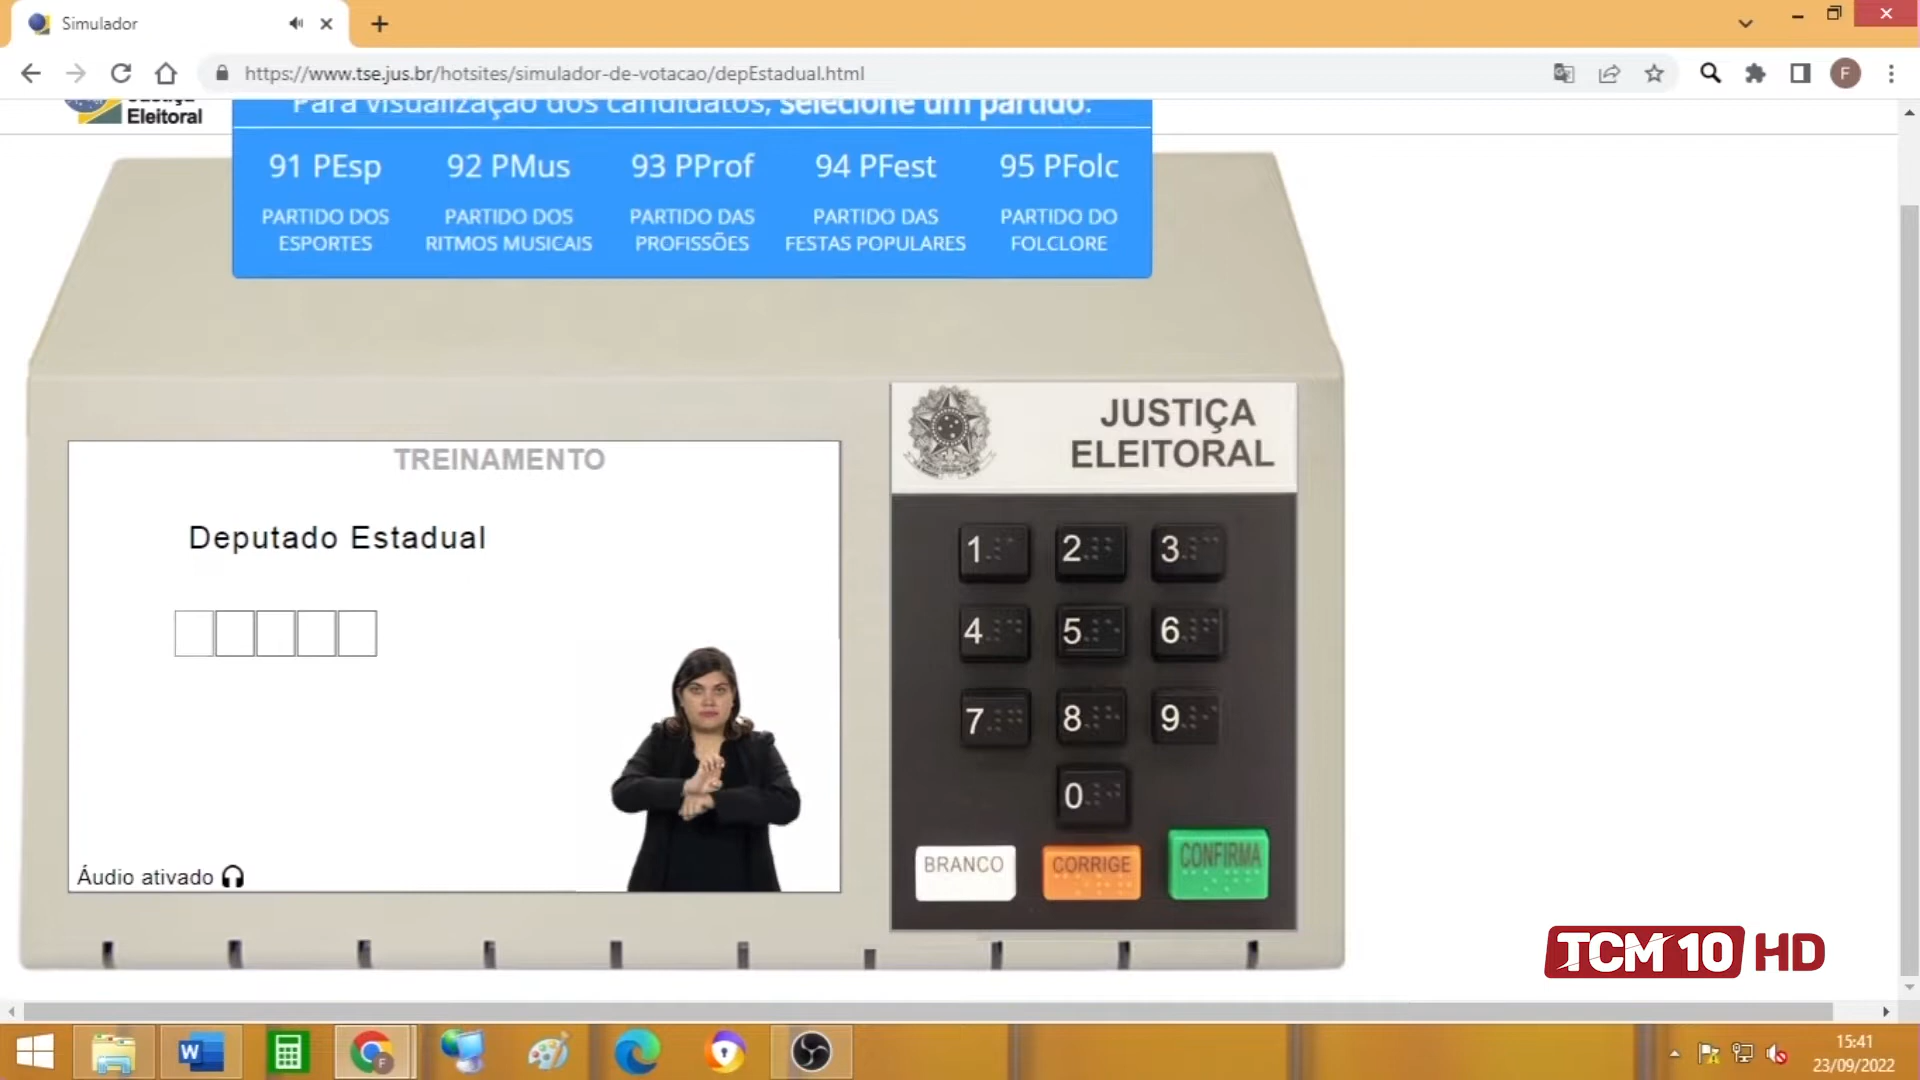 Simulador
https://www.tse.jus.br/hotsites/simulador-de-votacao/depEstadual.html
F
Justiça
Eleitoral
Para visualização dos candidatos, selecione um partido.
91 PEsp
92 PMus
93 PProf
94 PFest
95 PFolc
PARTIDO DOS
ESPORTES
PARTIDO DOS
RITMOS MUSICAIS
PARTIDO DAS
PROFISSÕES
PARTIDO DAS
FESTAS POPULARES
PARTIDO DO
FOLCLORE
TREINAMENTO
Deputado Estadual
Áudio ativado
JUSTIÇA
ELEITORAL
1 2 3
4 5 6
7 8 9
0
BRANCO CORRIGE CONFIRMA
TCM 10 HD
W
F
15:41
23/09/2022